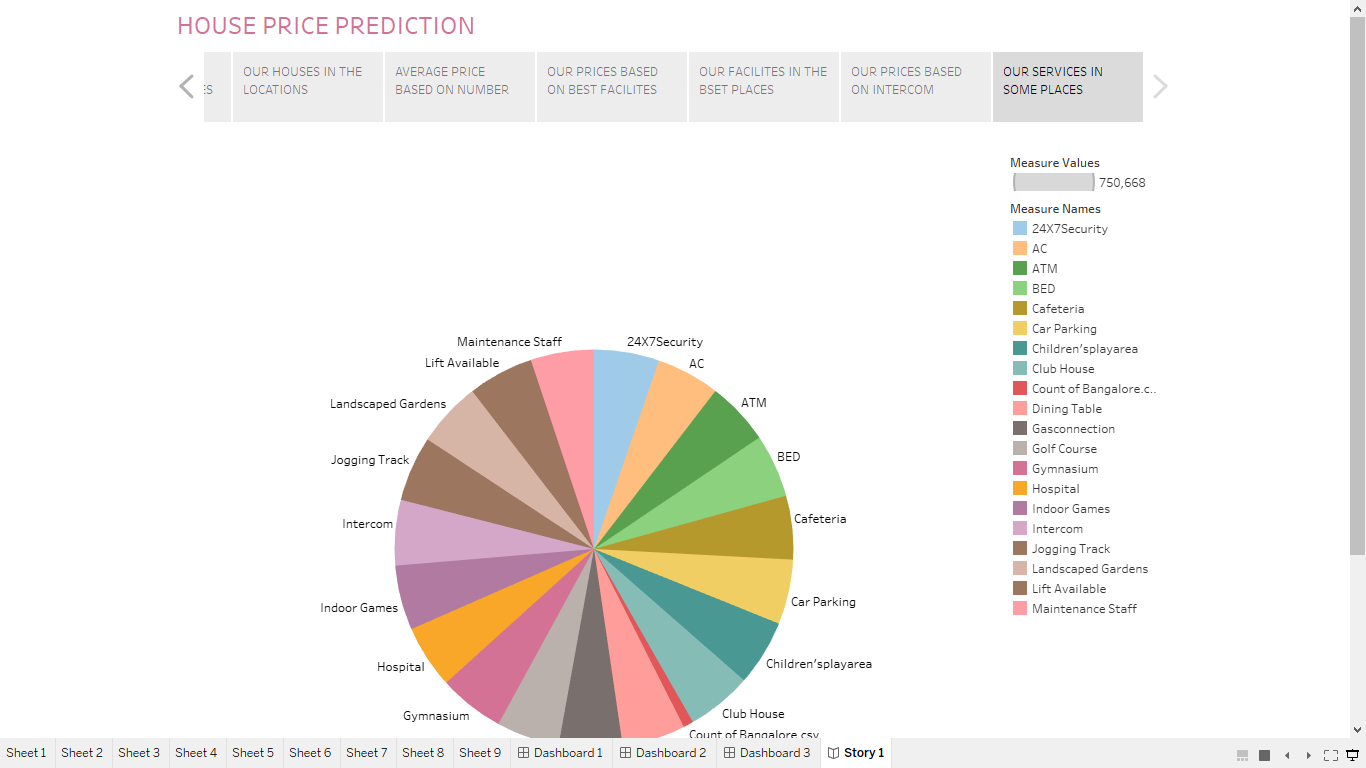 HOUSE PRICE PREDICTION
ES
OUR HOUSES IN THE
LOCATIONS
AVERAGE PRICE
BASED ON NUMBER
OUR PRICES BASED
ON BEST FACILITES
OUR FACILITES IN THE
BSET PLACES
OUR PRICES BASED
ON INTERCOM
OUR SERVICES IN
SOME PLACES
Measure Values
750,668
Measure Names
24X7Security
AC
ATM
BED
Cafeteria
Car Parking
Children'splayarea
Club House
Count of Bangalore.c..
Dining Table
Gasconnection
Golf Course
Gymnasium
Hospital
Indoor Games
Intercom
Jogging Track
Landscaped Gardens
Lift Available
Maintenance Staff
Maintenance Staff
24X7Security
Lift Available
AC
Landscaped Gardens
ATM
Jogging Track
BED
Intercom
Cafeteria
Indoor Games
Car Parking
Hospital
Children'splayarea
Gymnasium
Club House
Count of Bangalore.csv
Sheet 1
Sheet 2
Sheet 3
Sheet 4
Sheet 5
Sheet 6
Sheet 7
Sheet 8
Sheet 9
Dashboard 1
Dashboard 2
Dashboard 3
Story 1